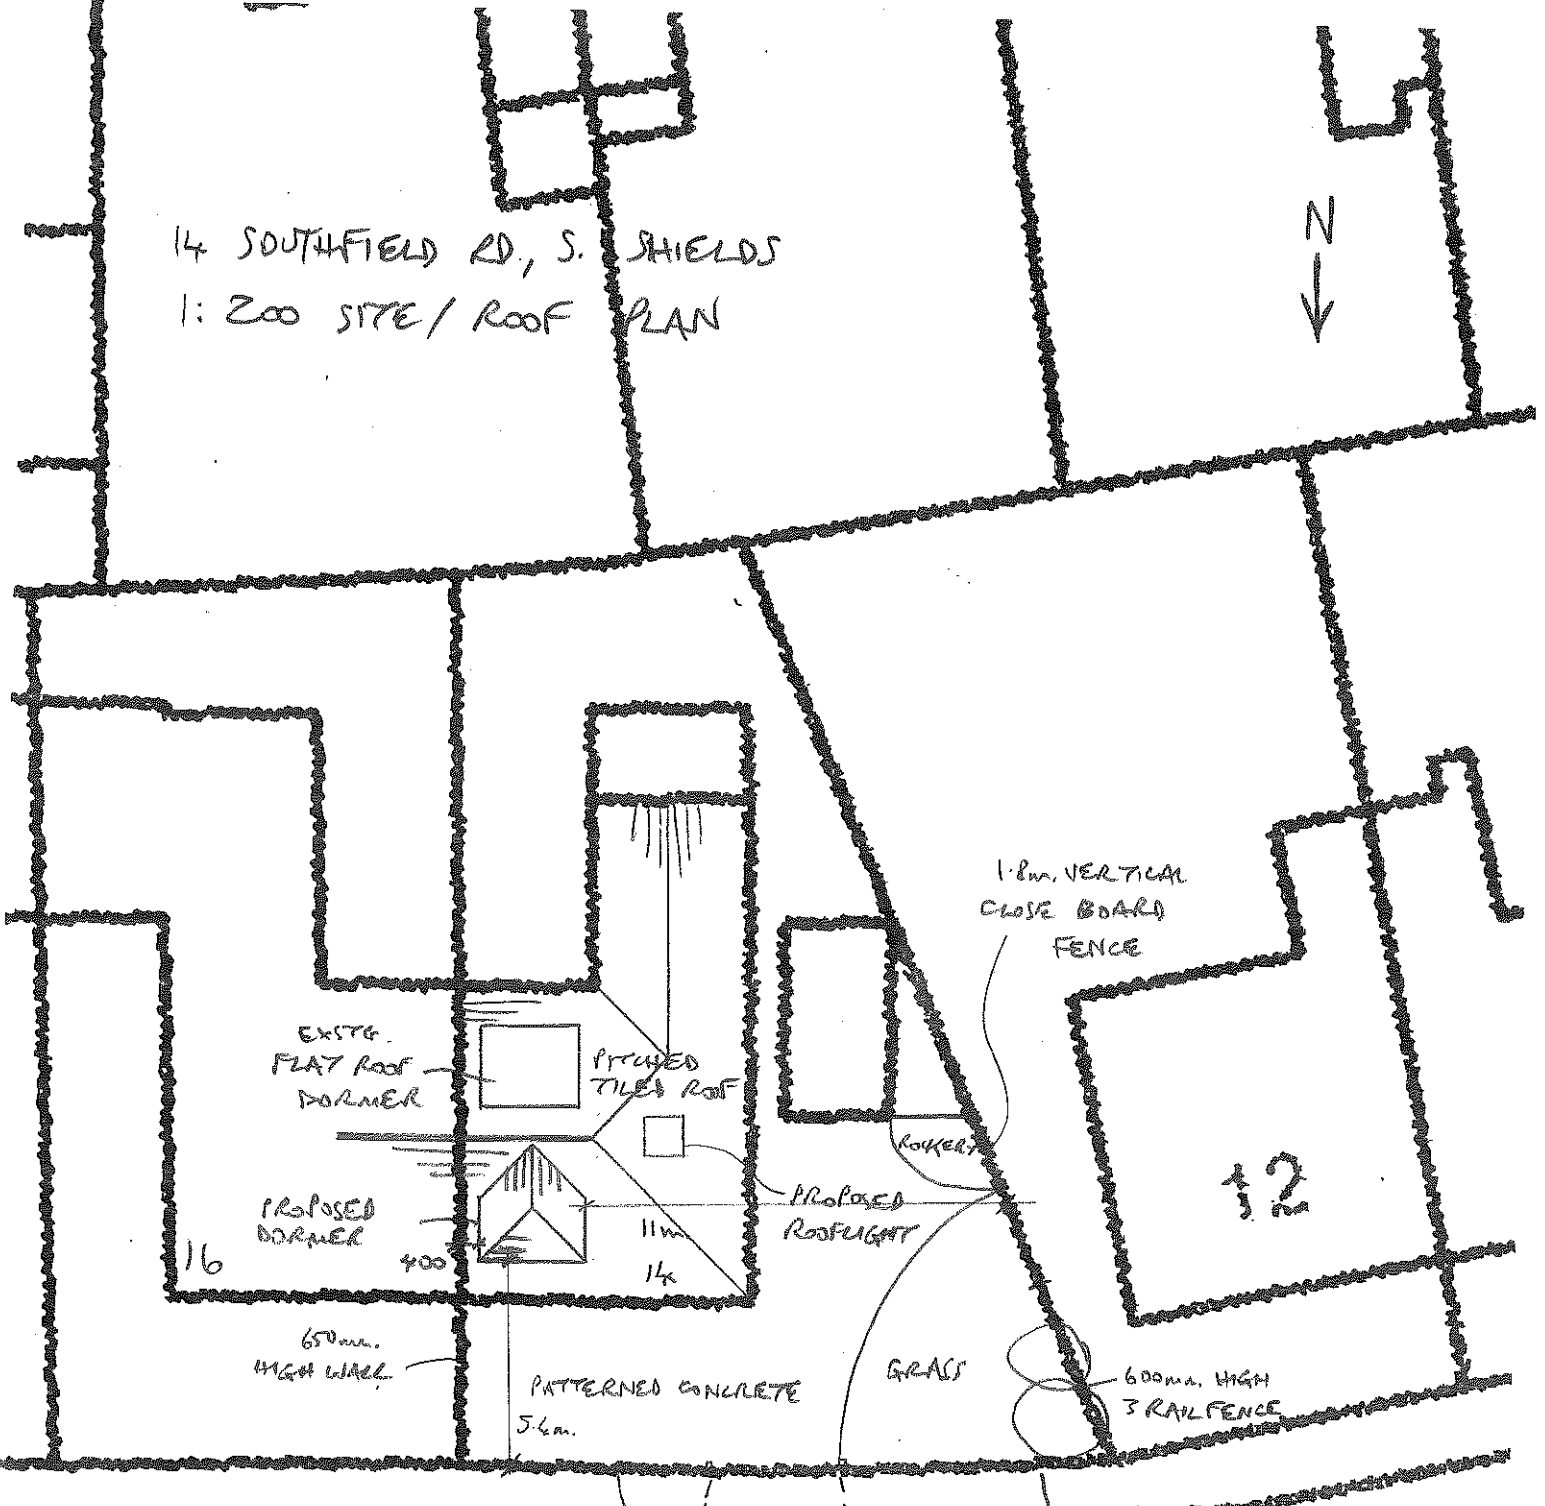 14 SOUTHFIELD RD., S. SHIELDS
1:200 SITE/ROOF PLAN
N
1.8m. VERTICAL
CLOSE BOARD
FENCE
EXSTG.
FLAT ROOF
DORMER
PITCHED
TILED ROOF
ROCKERY
12
PROPOSED
DORMER
PROPOSED
ROOFLIGHT
11m
16
400
14
650mm.
HIGH WALL
GRASS
PATTERNED CONCRETE
600mm. HIGH
3 RAIL FENCE